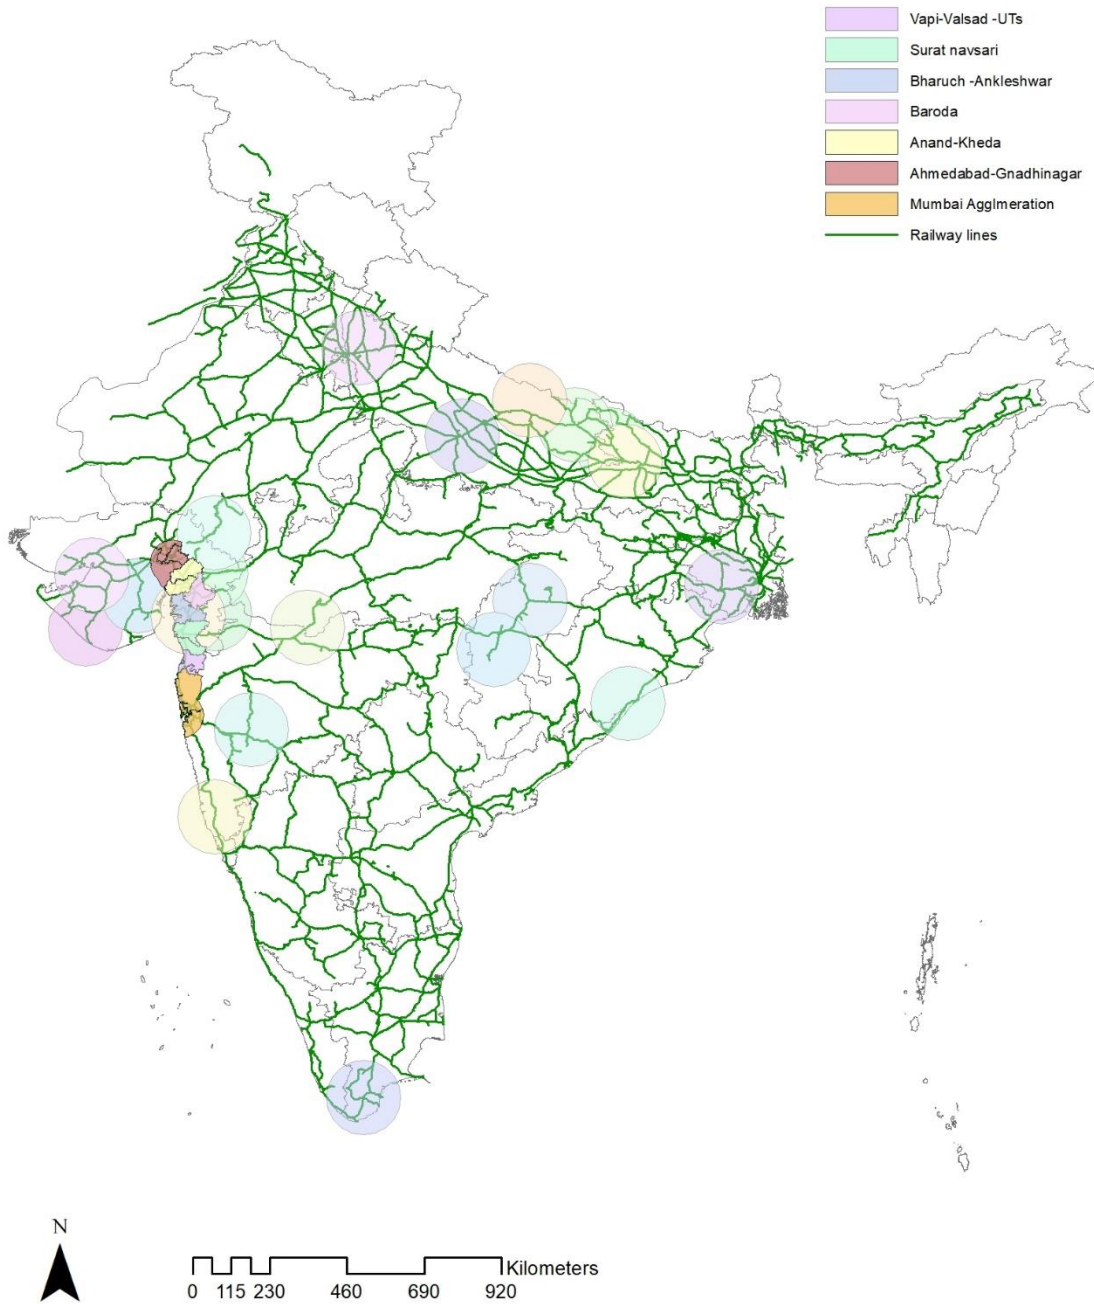 Vapi-Valsad -UTs
Surat navsari
Bharuch -Ankleshwar
Baroda
Anand-Kheda
Ahmedabad-Gnadhinagar
Mumbai Agglmeration
Railway lines
N
Kilometers
0 115 230 460 690 920